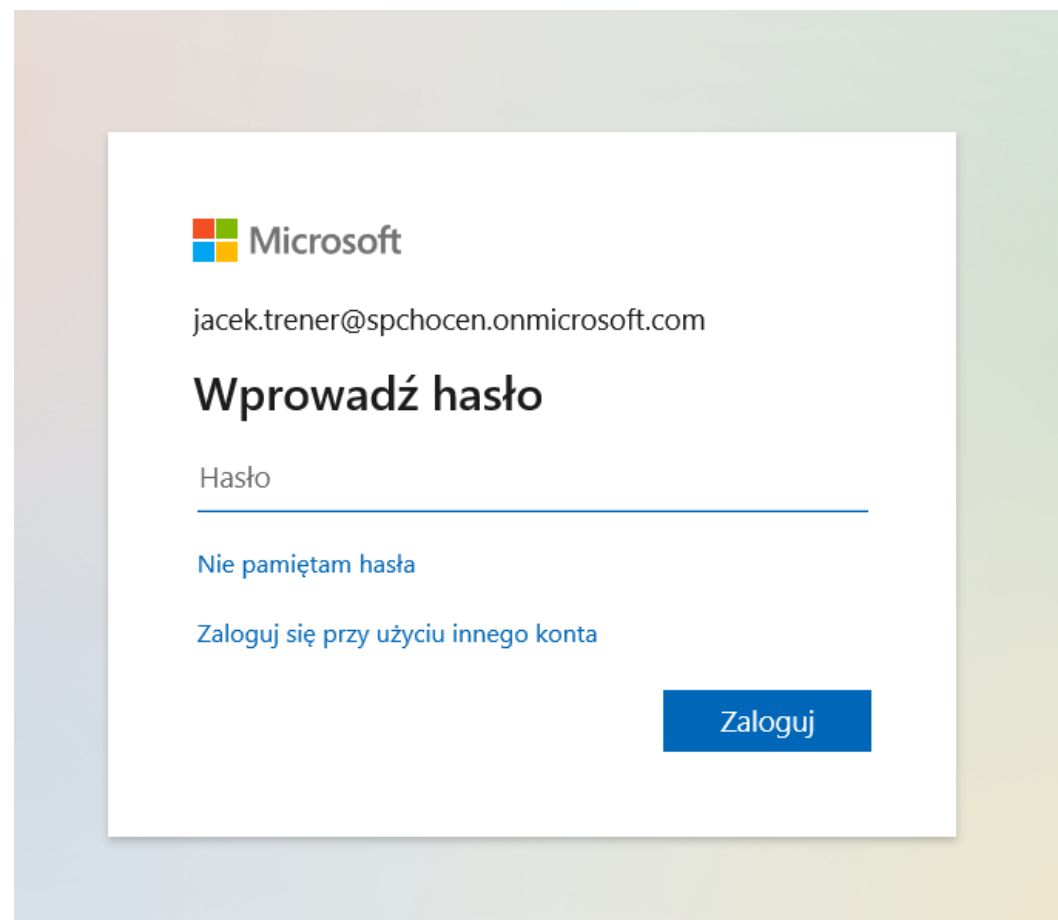 Microsoft
jacek.trener@spchocen.onmicrosoft.com
Wprowadź hasło
Hasło
Nie pamiętam hasła
Zaloguj się przy użyciu innego konta
Zaloguj